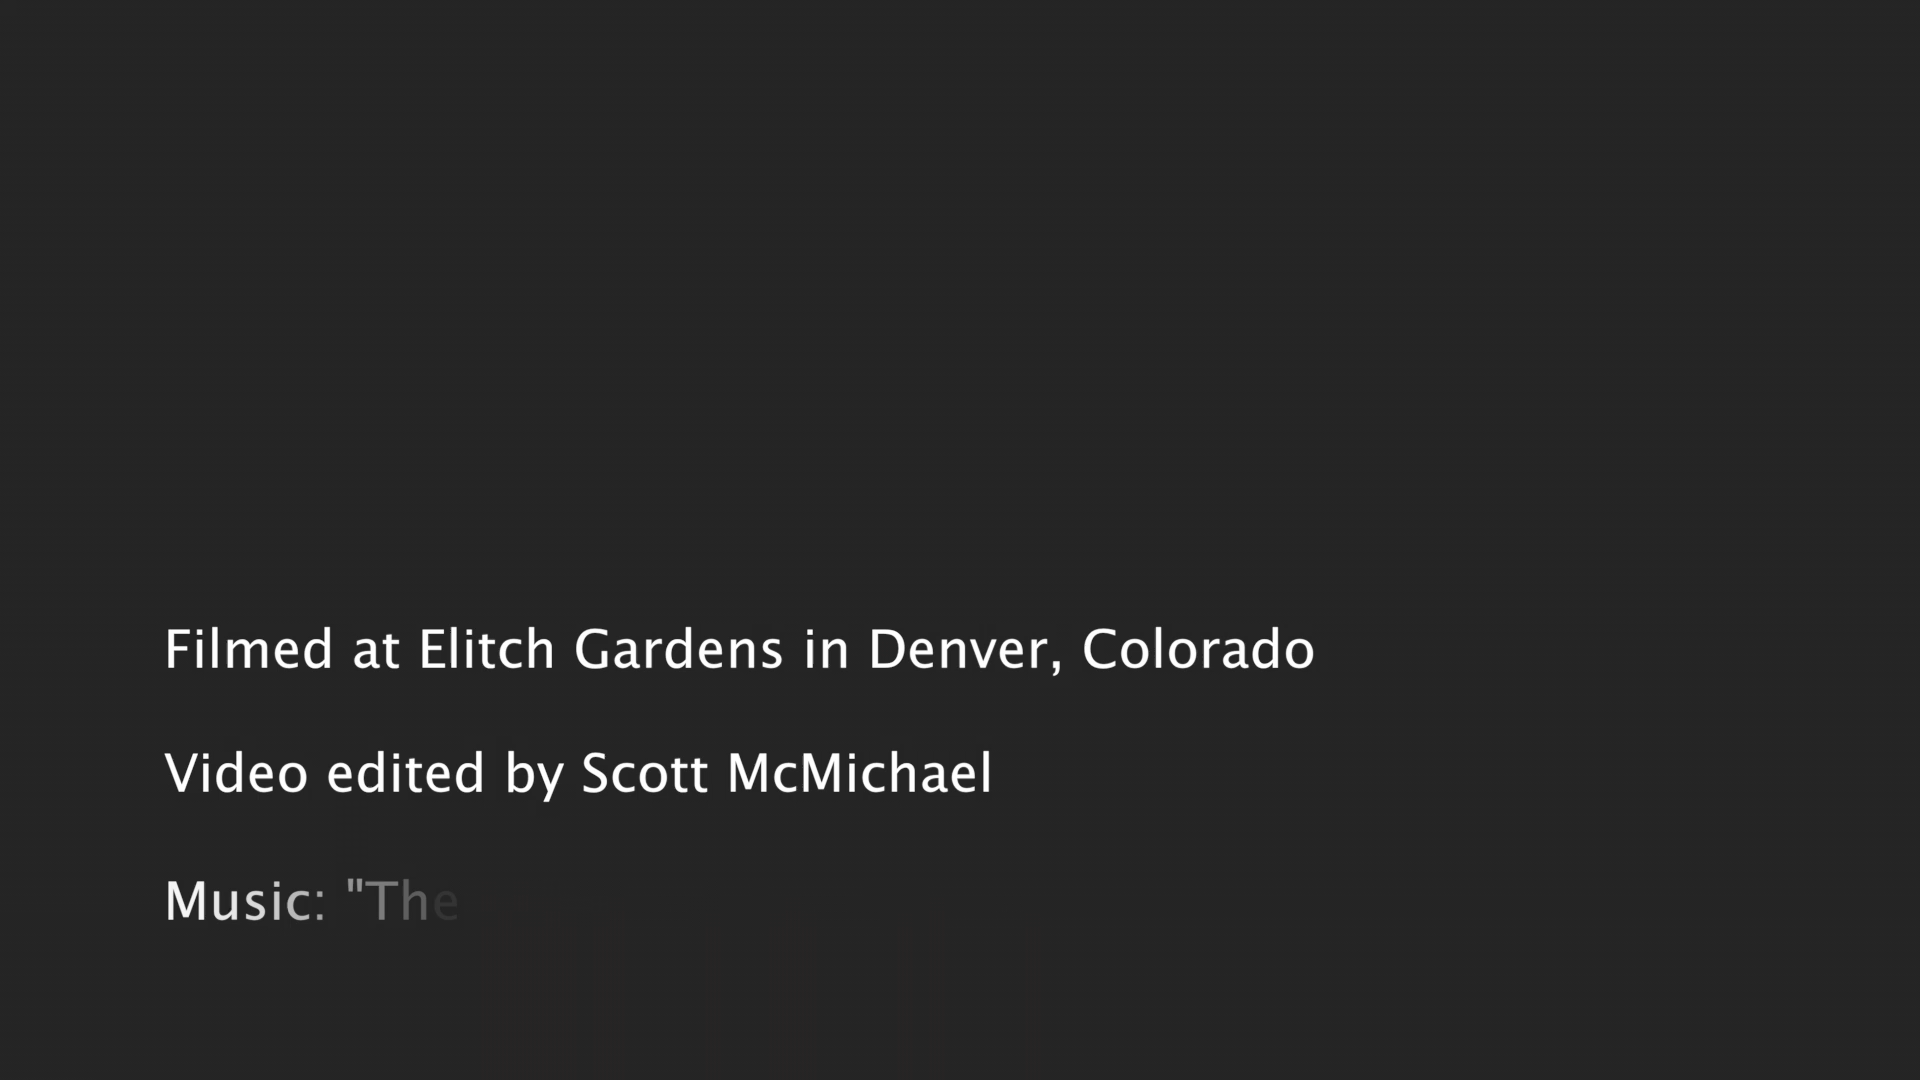 Filmed at Elitch Gardens in Denver, Colorado
Video edited by Scott McMichael
Music: "The